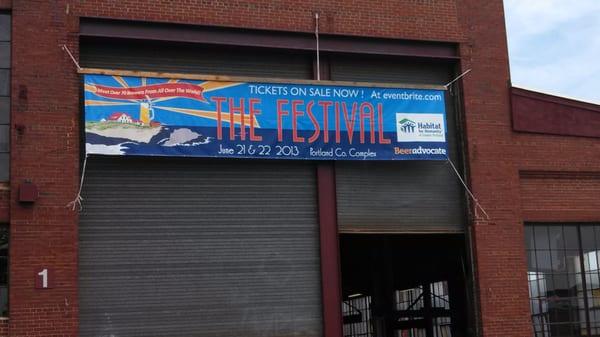 Meet Over 70 Brewers From All Over The World!
TICKETS ON SALE NOW! At eventbrite.com
THE FESTIVAL
June 21 & 22 2013 Portland Co. Complex
Habitat
for Humanity
Beeradvocate
1